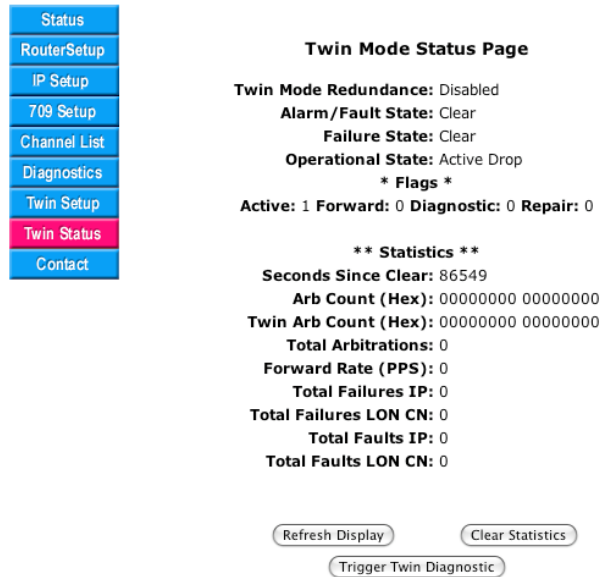 Status
RouterSetup
IP Setup
709 Setup
Channel List
Diagnostics
Twin Setup
Twin Status
Contact
Twin Mode Status Page
Twin Mode Redundance: Disabled
Alarm/Fault State: Clear
Failure State: Clear
Operational State: Active Drop
* Flags *
Active: 1 Forward: 0 Diagnostic: 0 Repair: 0
** Statistics **
Seconds Since Clear: 86549
Arb Count (Hex): 00000000 00000000
Twin Arb Count (Hex): 00000000 00000000
Total Arbitrations: 0
Forward Rate (PPS): 0
Total Failures IP: 0
Total Failures LON CN: 0
Total Faults IP: 0
Total Faults LON CN: 0
Refresh Display Clear Statistics
Trigger Twin Diagnostic